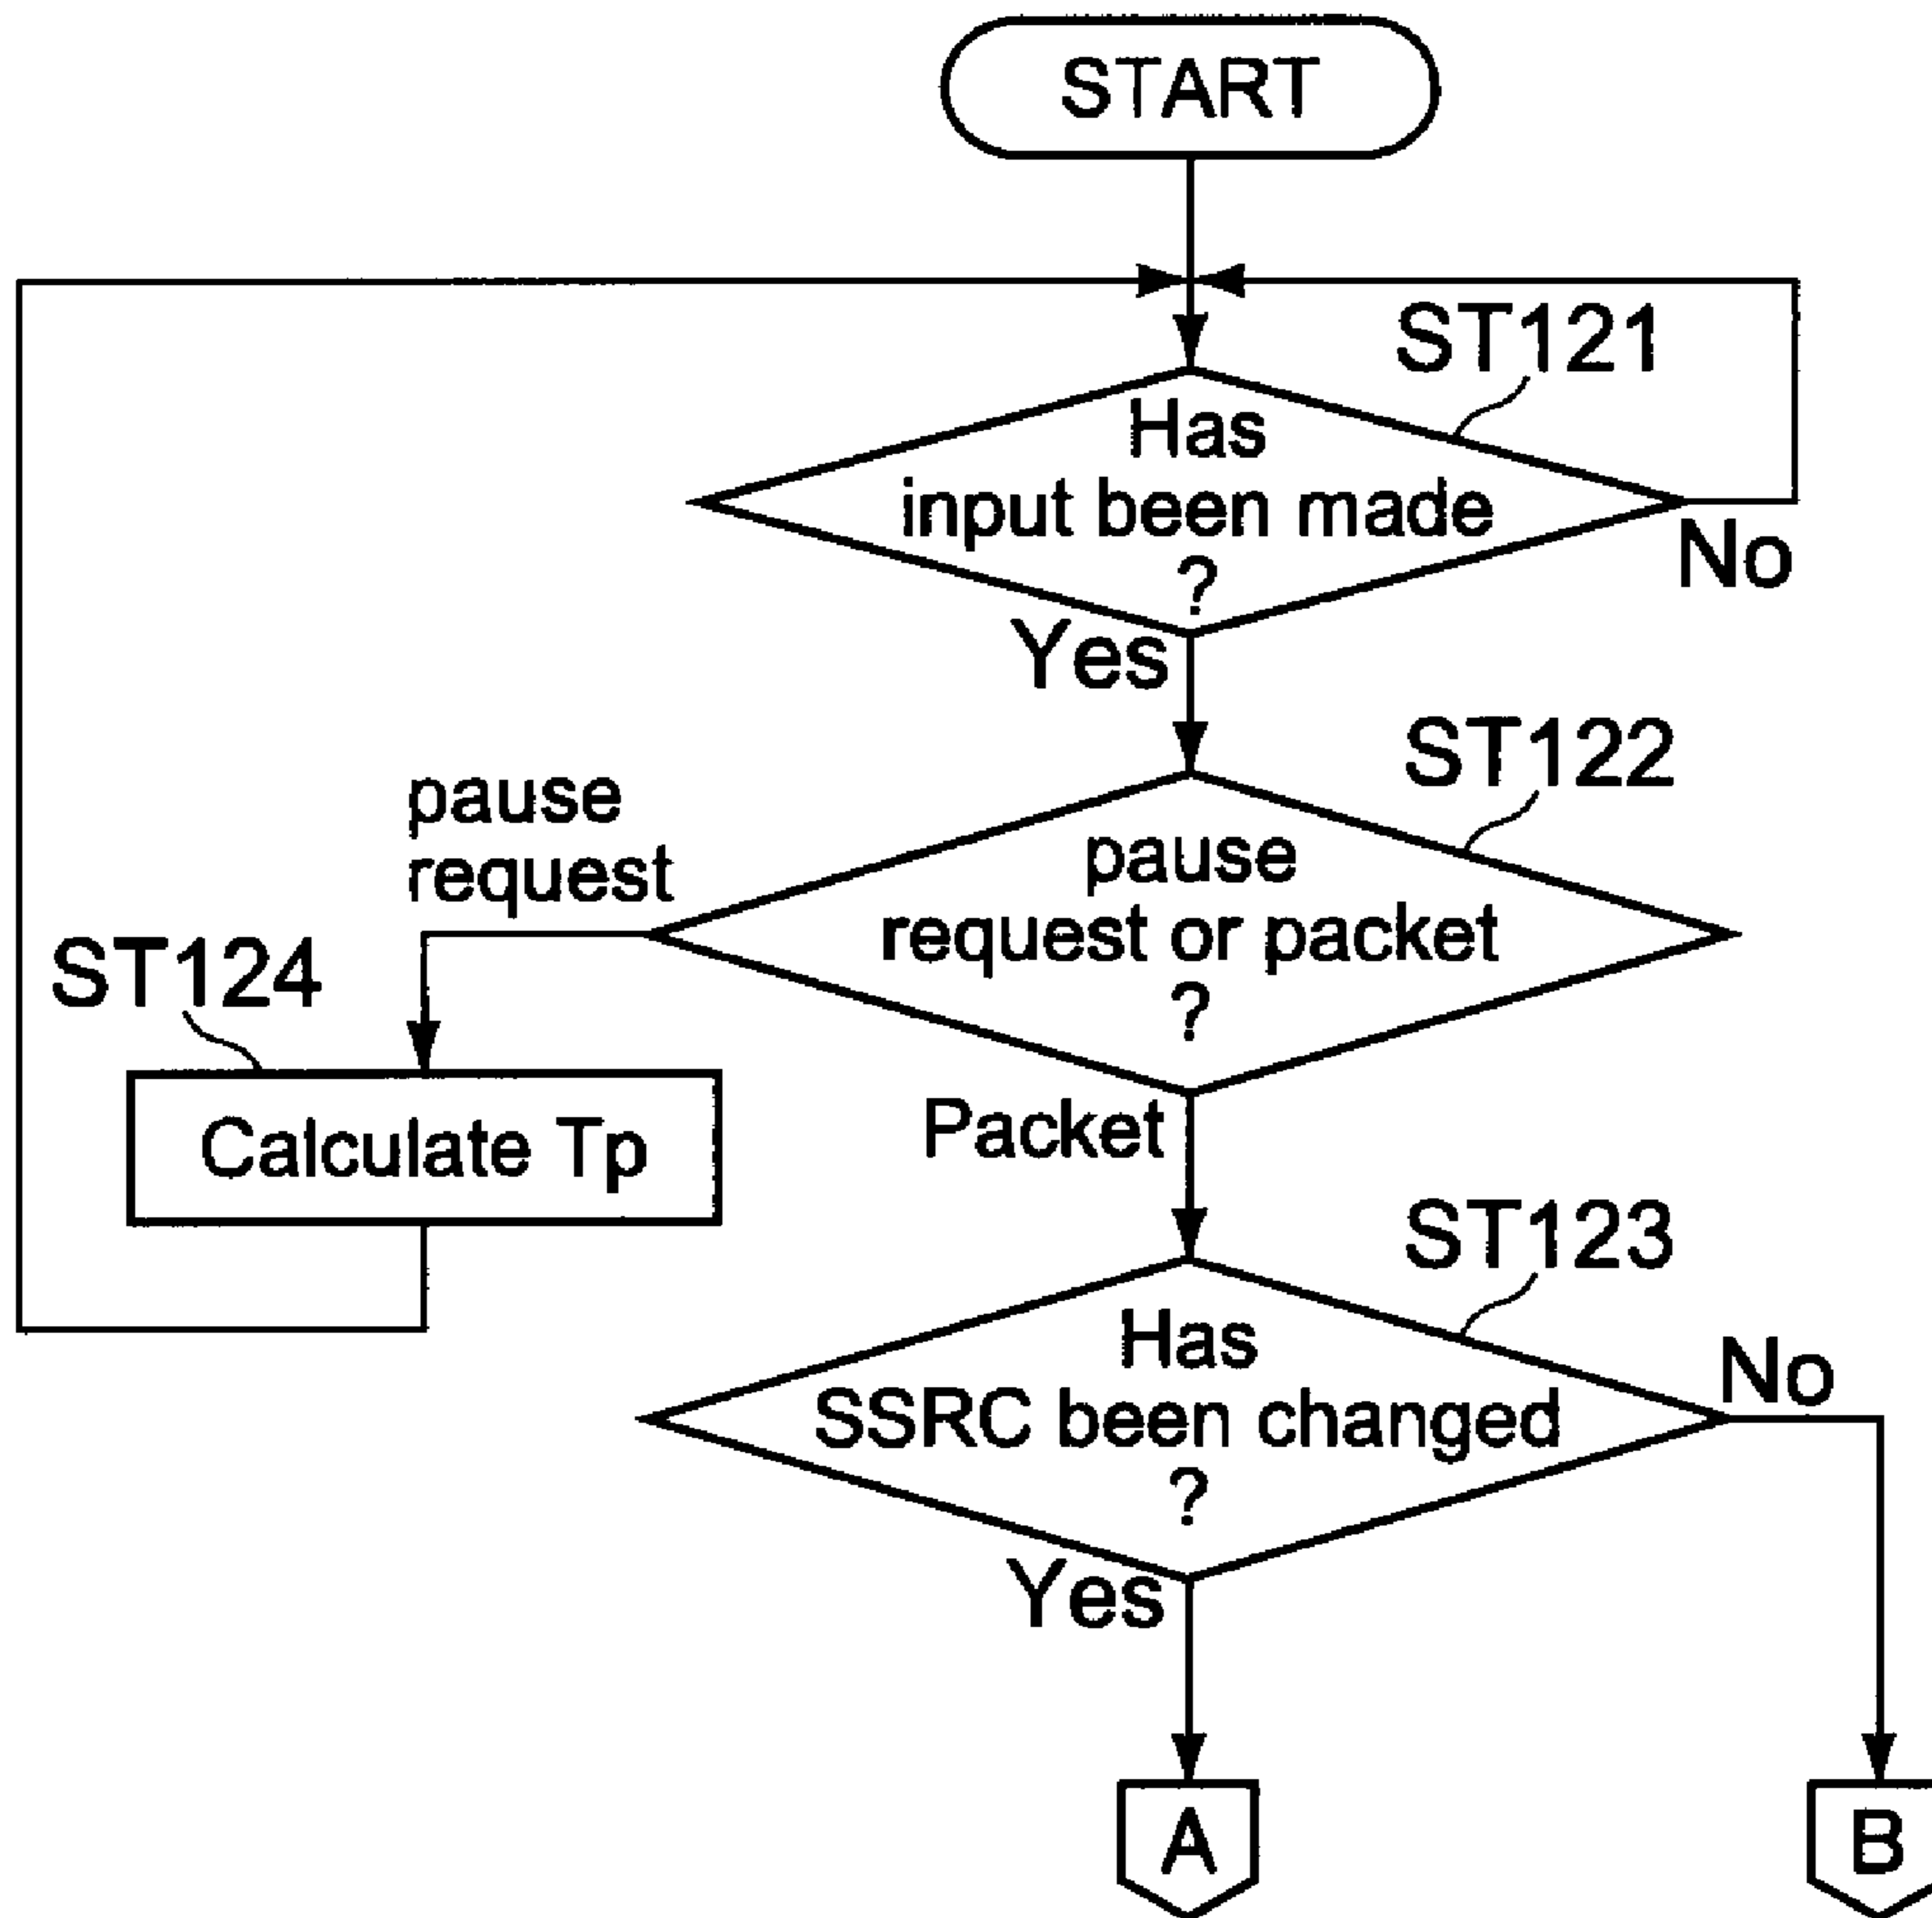 START
ST121
Has
input been made
?
No
Yes
ST122
pause
request
pause
request or packet
?
ST124
Calculate Tp
Packet
ST123
Has
SSRC been changed
?
No
Yes
A
B